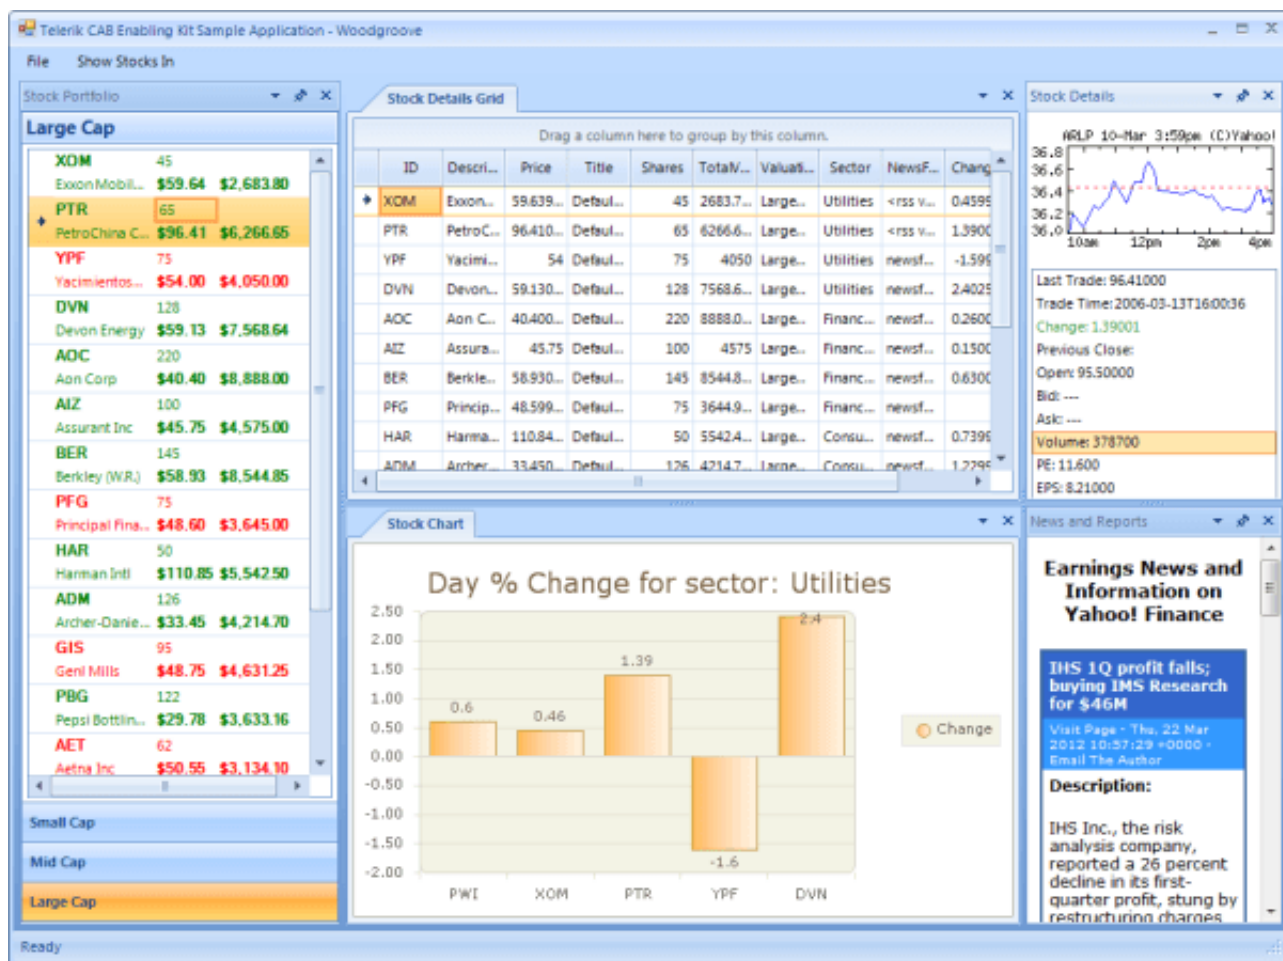 Telerik CAB Enabling Kit Sample Application - Woodgroove
File Show Stocks In
Stock Portfolio
Large Cap
XOM 45
Exxon Mobil... $59.64 $2,683.80
PTR 65
PetroChina C... $96.41 $6,266.65
YPF 75
Yacimientos... $54.00 $4,050.00
DVN 128
Devon Energy $59.13 $7,568.64
AOC 220
Aon Corp $40.40 $8,888.00
AIZ 100
Assurant Inc $45.75 $4,575.00
BER 145
Berkley (W.R.) $58.93 $8,544.85
PFG 75
Principal Fina... $48.60 $3,645.00
HAR 50
Harman Intl $110.85 $5,542.50
ADM 126
Archer-Danie... $33.45 $4,214.70
GIS 95
Genl Mills $48.75 $4,631.25
PBG 122
Pepsi Bottlin... $29.78 $3,633.16
AET 62
Aetna Inc $50.55 $3,134.10
Small Cap
Mid Cap
Large Cap
Stock Details Grid
Drag a column here to group by this column.
ID Descri... Price Title Shares TotalV... Valuati... Sector NewsF... Chang
XOM Exxon... 59.639... Defaul... 45 2683.7... Large... Utilities <rss v... 0.4599
PTR PetroC... 96.410... Defaul... 65 6266.6... Large... Utilities <rss v... 1.3900
YPF Yacimi... 54 Defaul... 75 4050 Large... Utilities newsf... -1.599
DVN Devon... 59.130... Defaul... 128 7568.6... Large... Utilities newsf... 2.4025
AOC Aon C... 40.400... Defaul... 220 8888.0... Large... Financ... newsf... 0.2600
AIZ Assura... 45.75 Defaul... 100 4575 Large... Financ... newsf... 0.1500
BER Berkle... 58.930... Defaul... 145 8544.8... Large... Financ... newsf... 0.6300
PFG Princip... 48.599... Defaul... 75 3644.9... Large... Financ... newsf...
HAR Harma... 110.84... Defaul... 50 5542.4... Large... Consu... newsf... 0.7399
ADM Archer... 33.450... Defaul... 126 4214.7... Large... Consu... newsf... 1.2299
Stock Chart
Day % Change for sector: Utilities
2.50
2.00
1.50
1.00
0.50
0.00
-0.50
-1.00
-1.50
-2.00
0.6
0.46
1.39
-1.6
2.4
PWI XOM PTR YPF DVN
Change
Stock Details
ARLP 10-Mar 3:59pm (C)Yahoo!
36.8
36.6
36.4
36.2
36.0
10am 12pm 2pm 4pm
Last Trade: 96.41000
Trade Time: 2006-03-13T16:00:36
Change: 1.39001
Previous Close:
Open: 95.50000
Bid: ---
Ask: ---
Volume: 378700
PE: 11.600
EPS: 8.21000
News and Reports
Earnings News and
Information on
Yahoo! Finance
IHS 1Q profit falls;
buying IMS Research
for $46M
Visit Page - Thu, 22 Mar
2012 10:57:29 +0000 -
Email The Author
Description:
IHS Inc., the risk
analysis company,
reported a 26 percent
decline in its first-
quarter profit, stung by
restructuring charges
Ready